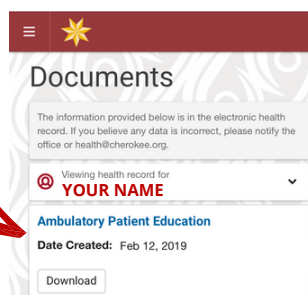 Documents
The information provided below is in the electronic health
record. If you believe any data is incorrect, please notify the
office or health@cherokee.org.
Viewing health record for
YOUR NAME
Ambulatory Patient Education
Date Created: Feb 12, 2019
Download